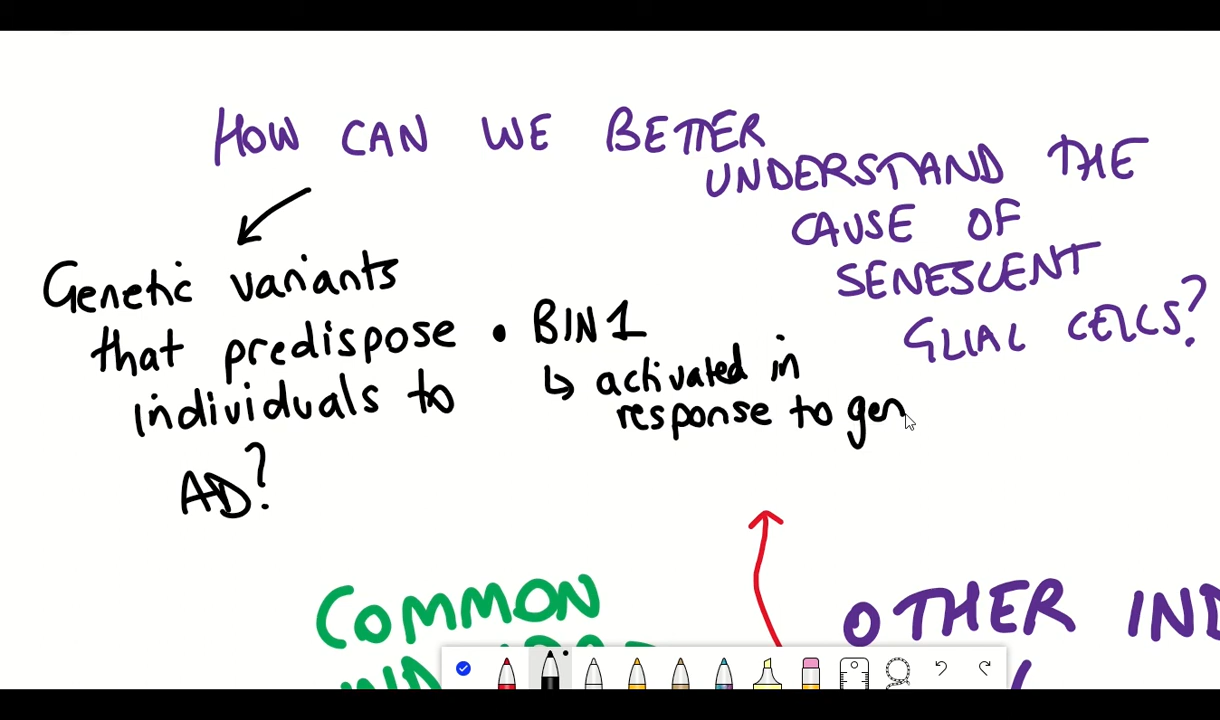 HOW CAN WE BETTER
UNDERSTAND THE
CAUSE OF
SENESCENT
GLIAL CELLS?
Genetic variants
that predispose
individuals to
AD?
• BIN1
↳ activated in
response to gen
COMMON
OTHER IND